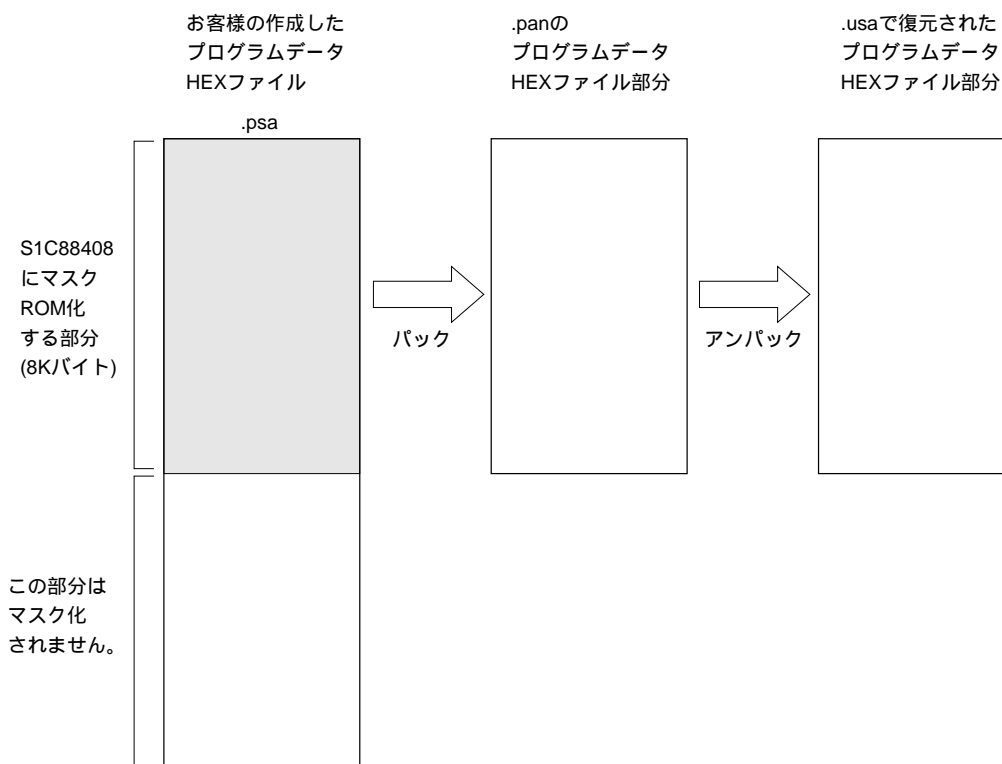 お客様の作成した
プログラムデータ
HEXファイル
.psa
.panの
プログラムデータ
HEXファイル部分
.usaで復元された
プログラムデータ
HEXファイル部分
S1C88408
にマスク
ROM化
する部分
(8Kバイト)
パック
アンパック
この部分は
マスク化
されません。